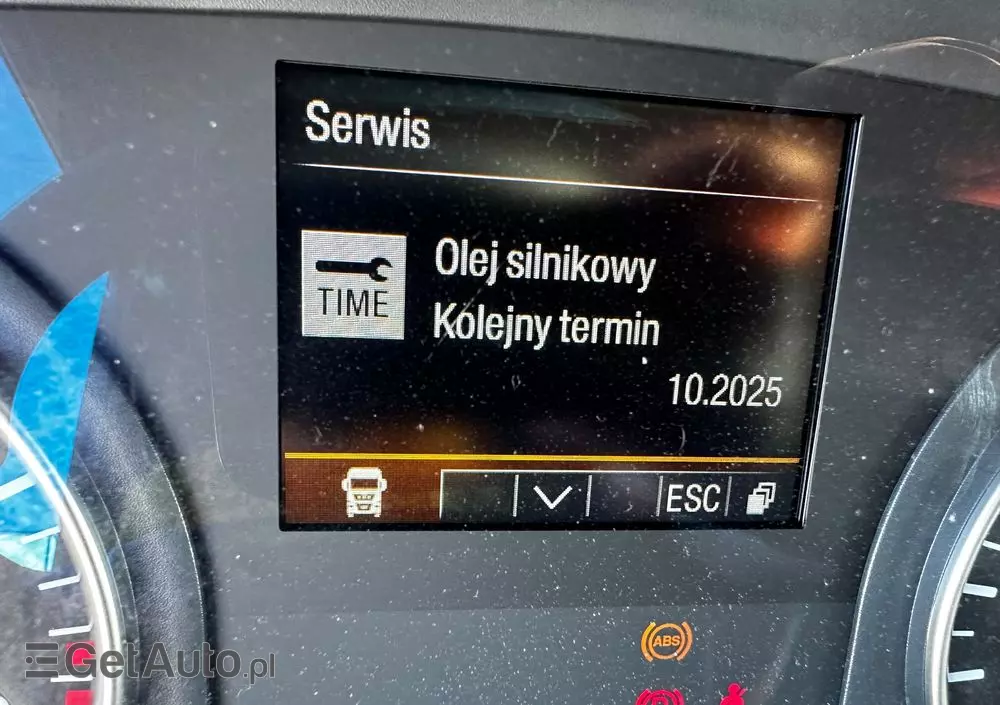 Serwis
TIME
Olej silnikowy
Kolejny termin
10.2025
ESC
ABS
GetAuto.pl